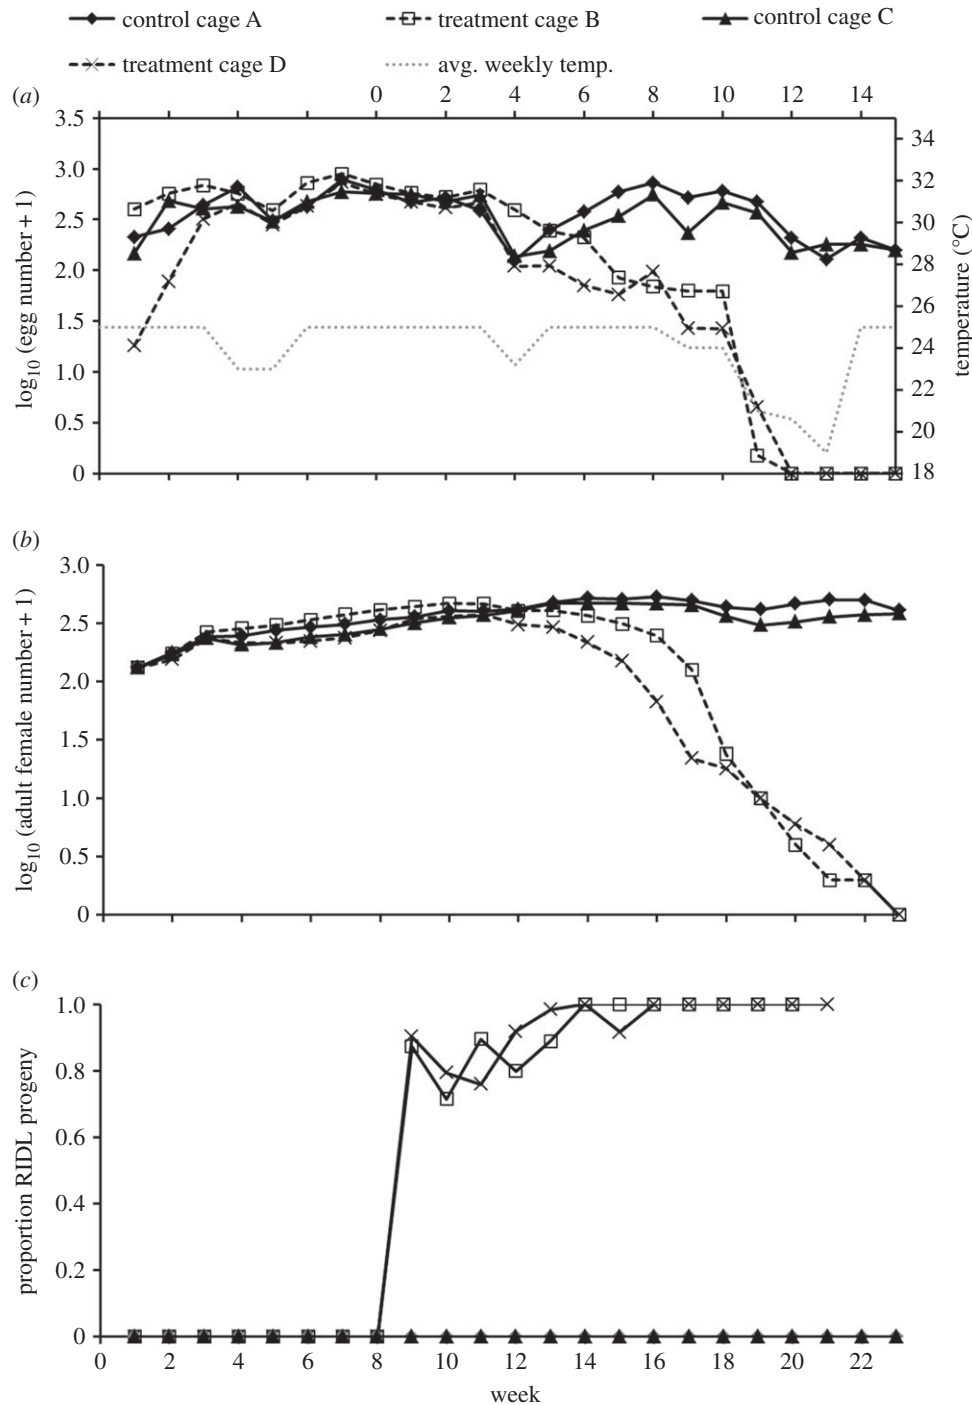 control cage A treatment cage B control cage C
treatment cage D avg. weekly temp.
(a) 0 2 4 6 8 10 12 14
3.5 34
3.0 32
2.5 30
2.0 28
26
1.5
24
1.0
22
0.5 20
0 18
log10 (egg number + 1)
temperature (°C)
(b)
3.0
2.5
2.0
1.5
1.0
0.5
0
log10 (adult female number + 1)
(c)
1.0
0.8
0.6
0.4
0.2
0
proportion RIDL progeny
0 2 4 6 8 10 12 14 16 18 20 22
week